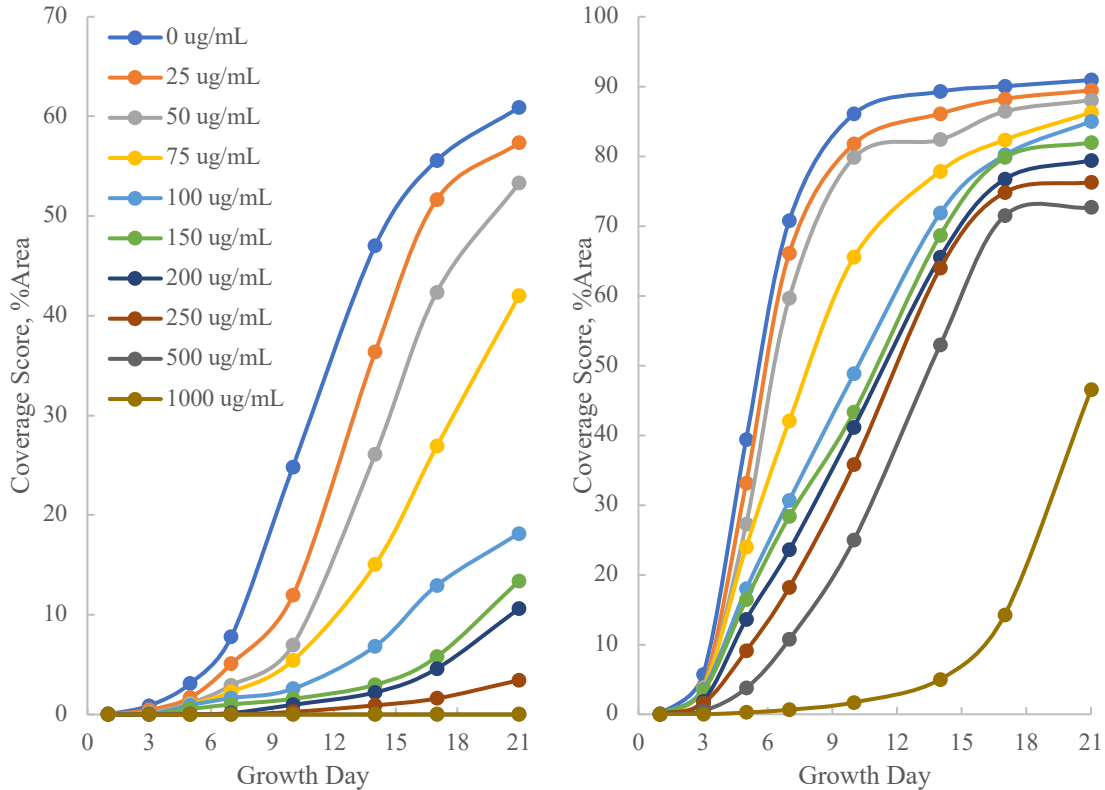 Coverage Score, %Area
70
60
50
40
30
20
10
0
0 ug/mL
25 ug/mL
50 ug/mL
75 ug/mL
100 ug/mL
150 ug/mL
200 ug/mL
250 ug/mL
500 ug/mL
1000 ug/mL
0 3 6 9 12 15 18 21
Growth Day
Coverage Score, %Area
100
90
80
70
60
50
40
30
20
10
0
0 3 6 9 12 15 18 21
Growth Day